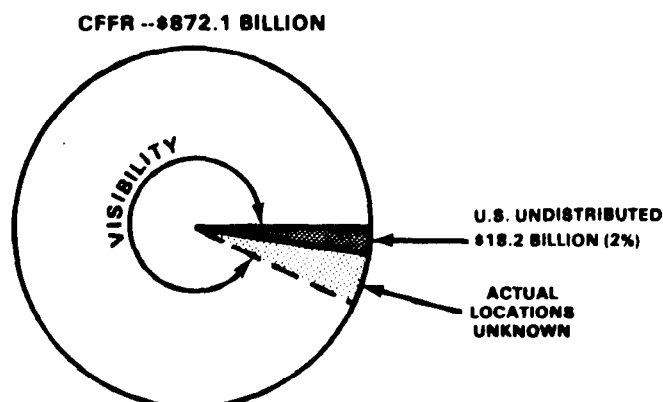 CFFR --$872.1 BILLION
VISIBILITY
U.S. UNDISTRIBUTED
$18.2 BILLION (2%)
ACTUAL
LOCATIONS
UNKNOWN